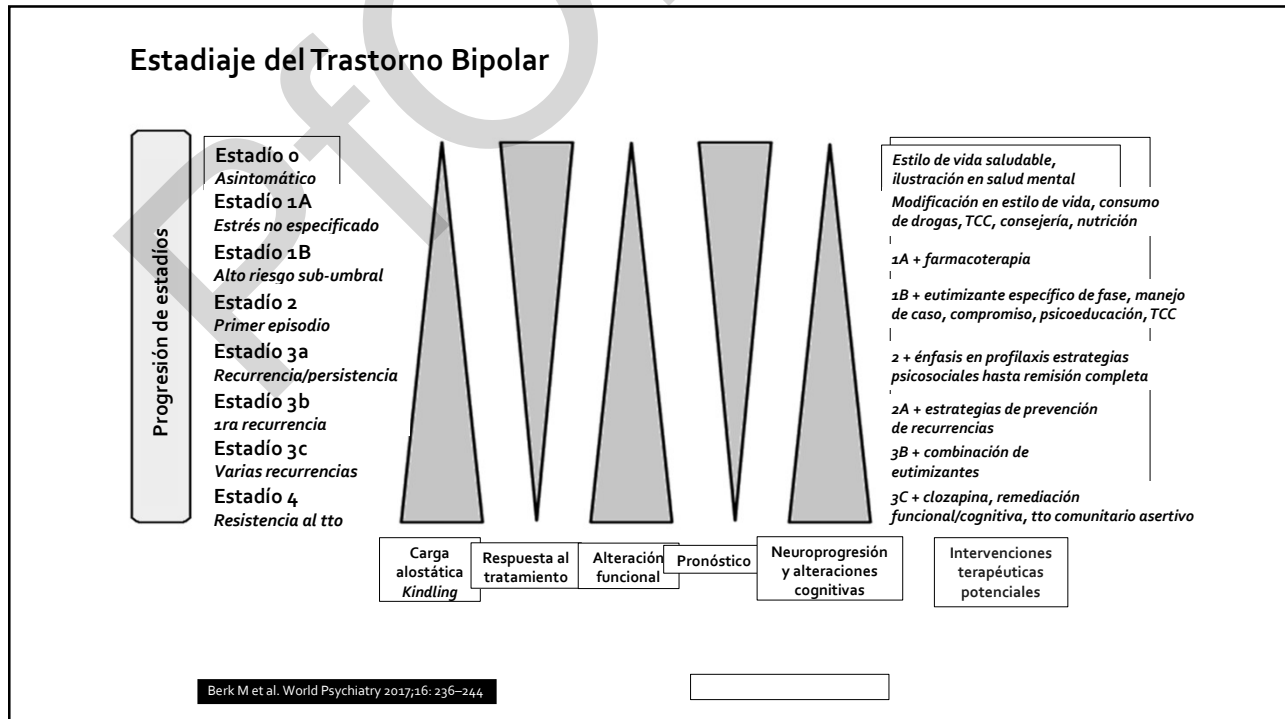 Estadiaje del Trastorno Bipolar
Progresión de estadíos
Estadío 0
Asintomático
Estadío 1A
Estrés no especificado
Estadío 1B
Alto riesgo sub-umbral
Estadío 2
Primer episodio
Estadío 3a
Recurrencia/persistencia
Estadío 3b
1ra recurrencia
Estadío 3c
Varias recurrencias
Estadío 4
Resistencia al tto
Estilo de vida saludable,
ilustración en salud mental
Modificación en estilo de vida, consumo
de drogas, TCC, consejería, nutrición
1A + farmacoterapia
1B + eutimizante específico de fase, manejo
de caso, compromiso, psicoeducación, TCC
2 + énfasis en profilaxis estrategias
psicosociales hasta remisión completa
2A + estrategias de prevención
de recurrencias
3B + combinación de
eutimizantes
3C + clozapina, remediación
funcional/cognitiva, tto comunitario asertivo
Carga
alostática
Kindling
Respuesta al
tratamiento
Alteración
funcional
Pronóstico
Neuroprogresión
y alteraciones
cognitivas
Intervenciones
terapéuticas
potenciales
Berk M et al. World Psychiatry 2017;16: 236–244